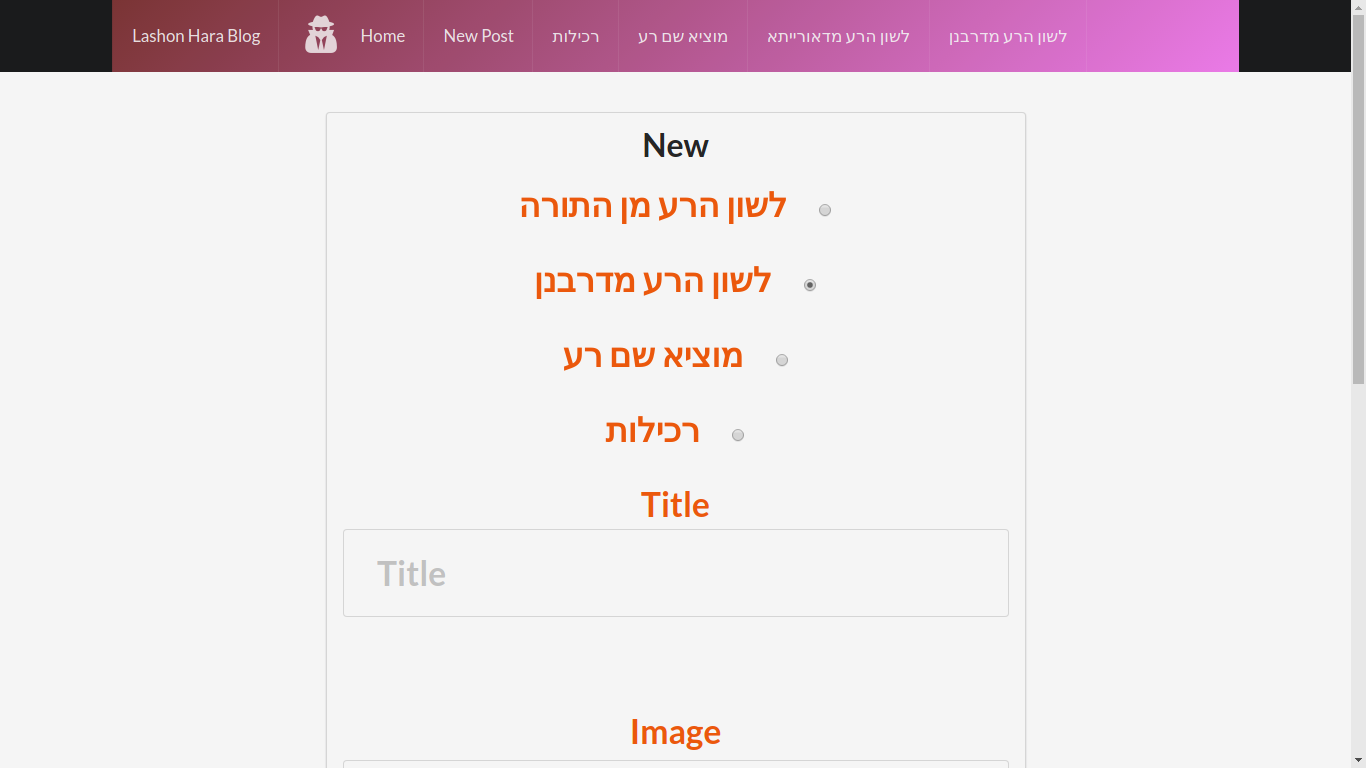 Lashon Hara Blog
Home
New Post
רכילות
מוציא שם רע
לשון הרע מדאורייתא
לשון הרע מדרבנן
New
לשון הרע מן התורה
לשון הרע מדרבנן
מוציא שם רע
רכילות
Title
Title
Image